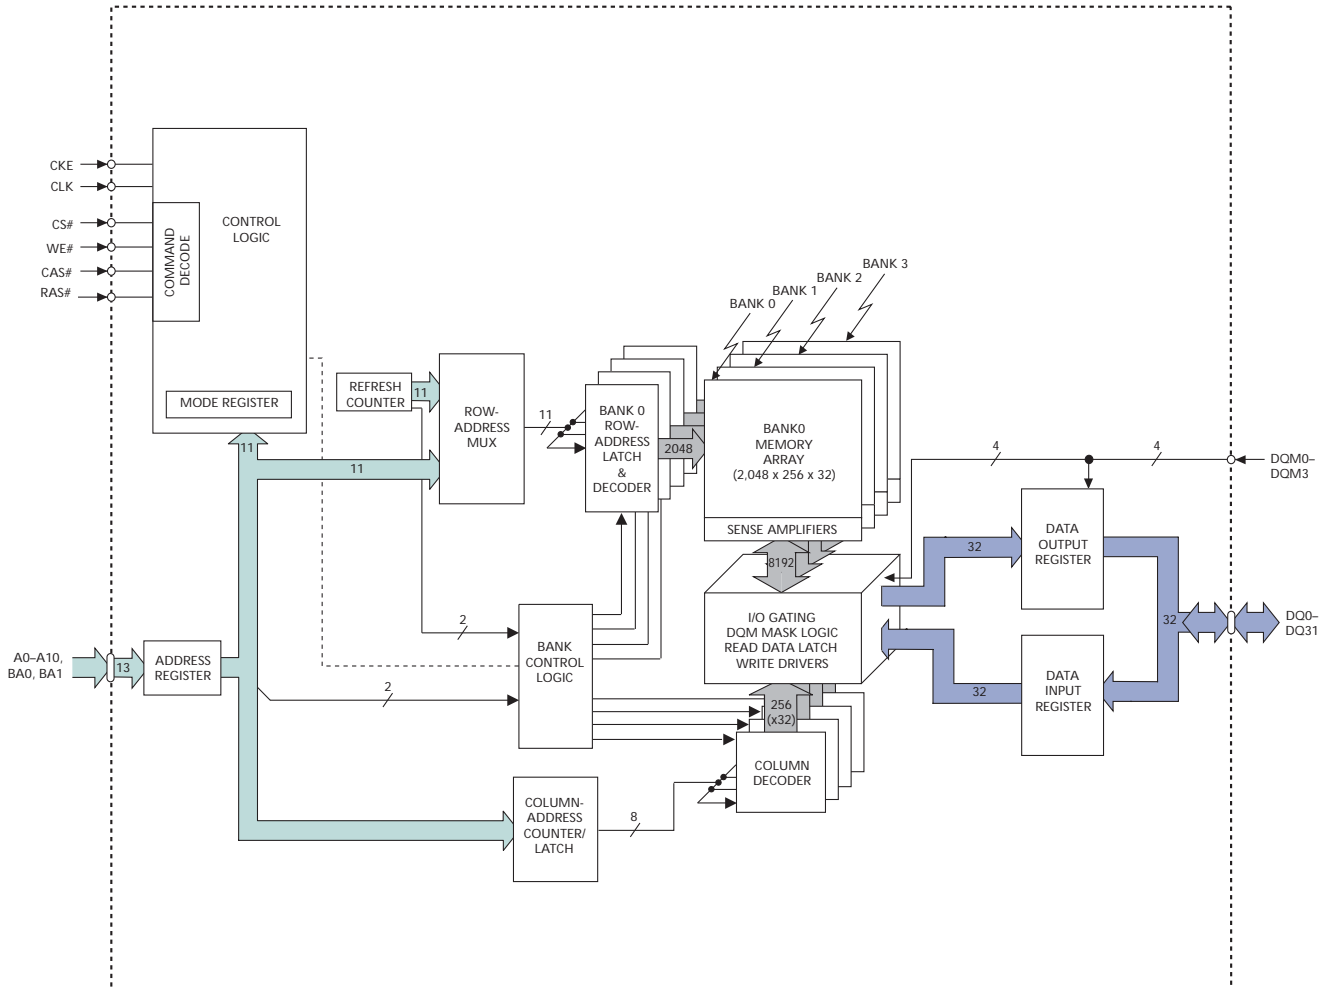 CKE
CLK
CS#
WE#
CAS#
RAS#
COMMAND
DECODE
CONTROL
LOGIC
MODE REGISTER
BANK 3
BANK 2
BANK 1
BANK 0
REFRESH
COUNTER
11
11
11
ROW-
ADDRESS
MUX
11
BANK 0
ROW-
ADDRESS
LATCH
&
DECODER
2048
BANK0
MEMORY
ARRAY
(2,048 x 256 x 32)
SENSE AMPLIFIERS
8192
I/O GATING
DQM MASK LOGIC
READ DATA LATCH
WRITE DRIVERS
4
4
DQM0–
DQM3
32
DATA
OUTPUT
REGISTER
32
DQ0–
DQ31
32
DATA
INPUT
REGISTER
A0–A10,
BA0, BA1
13
ADDRESS
REGISTER
2
2
BANK
CONTROL
LOGIC
256
(x32)
COLUMN
DECODER
COLUMN-
ADDRESS
COUNTER/
LATCH
8